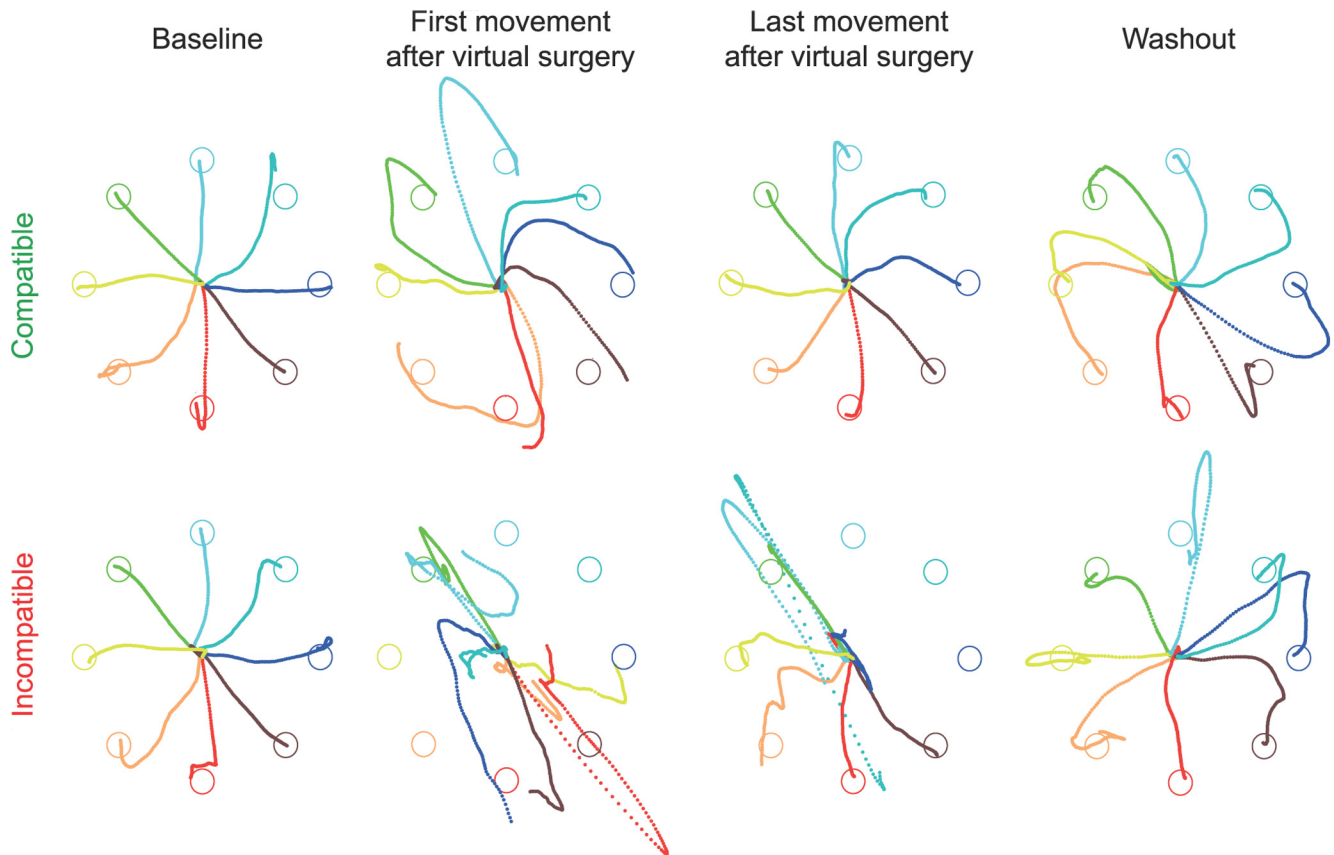 Baseline
First movement
after virtual surgery
Last movement
after virtual surgery
Washout
Compatible
Incompatible